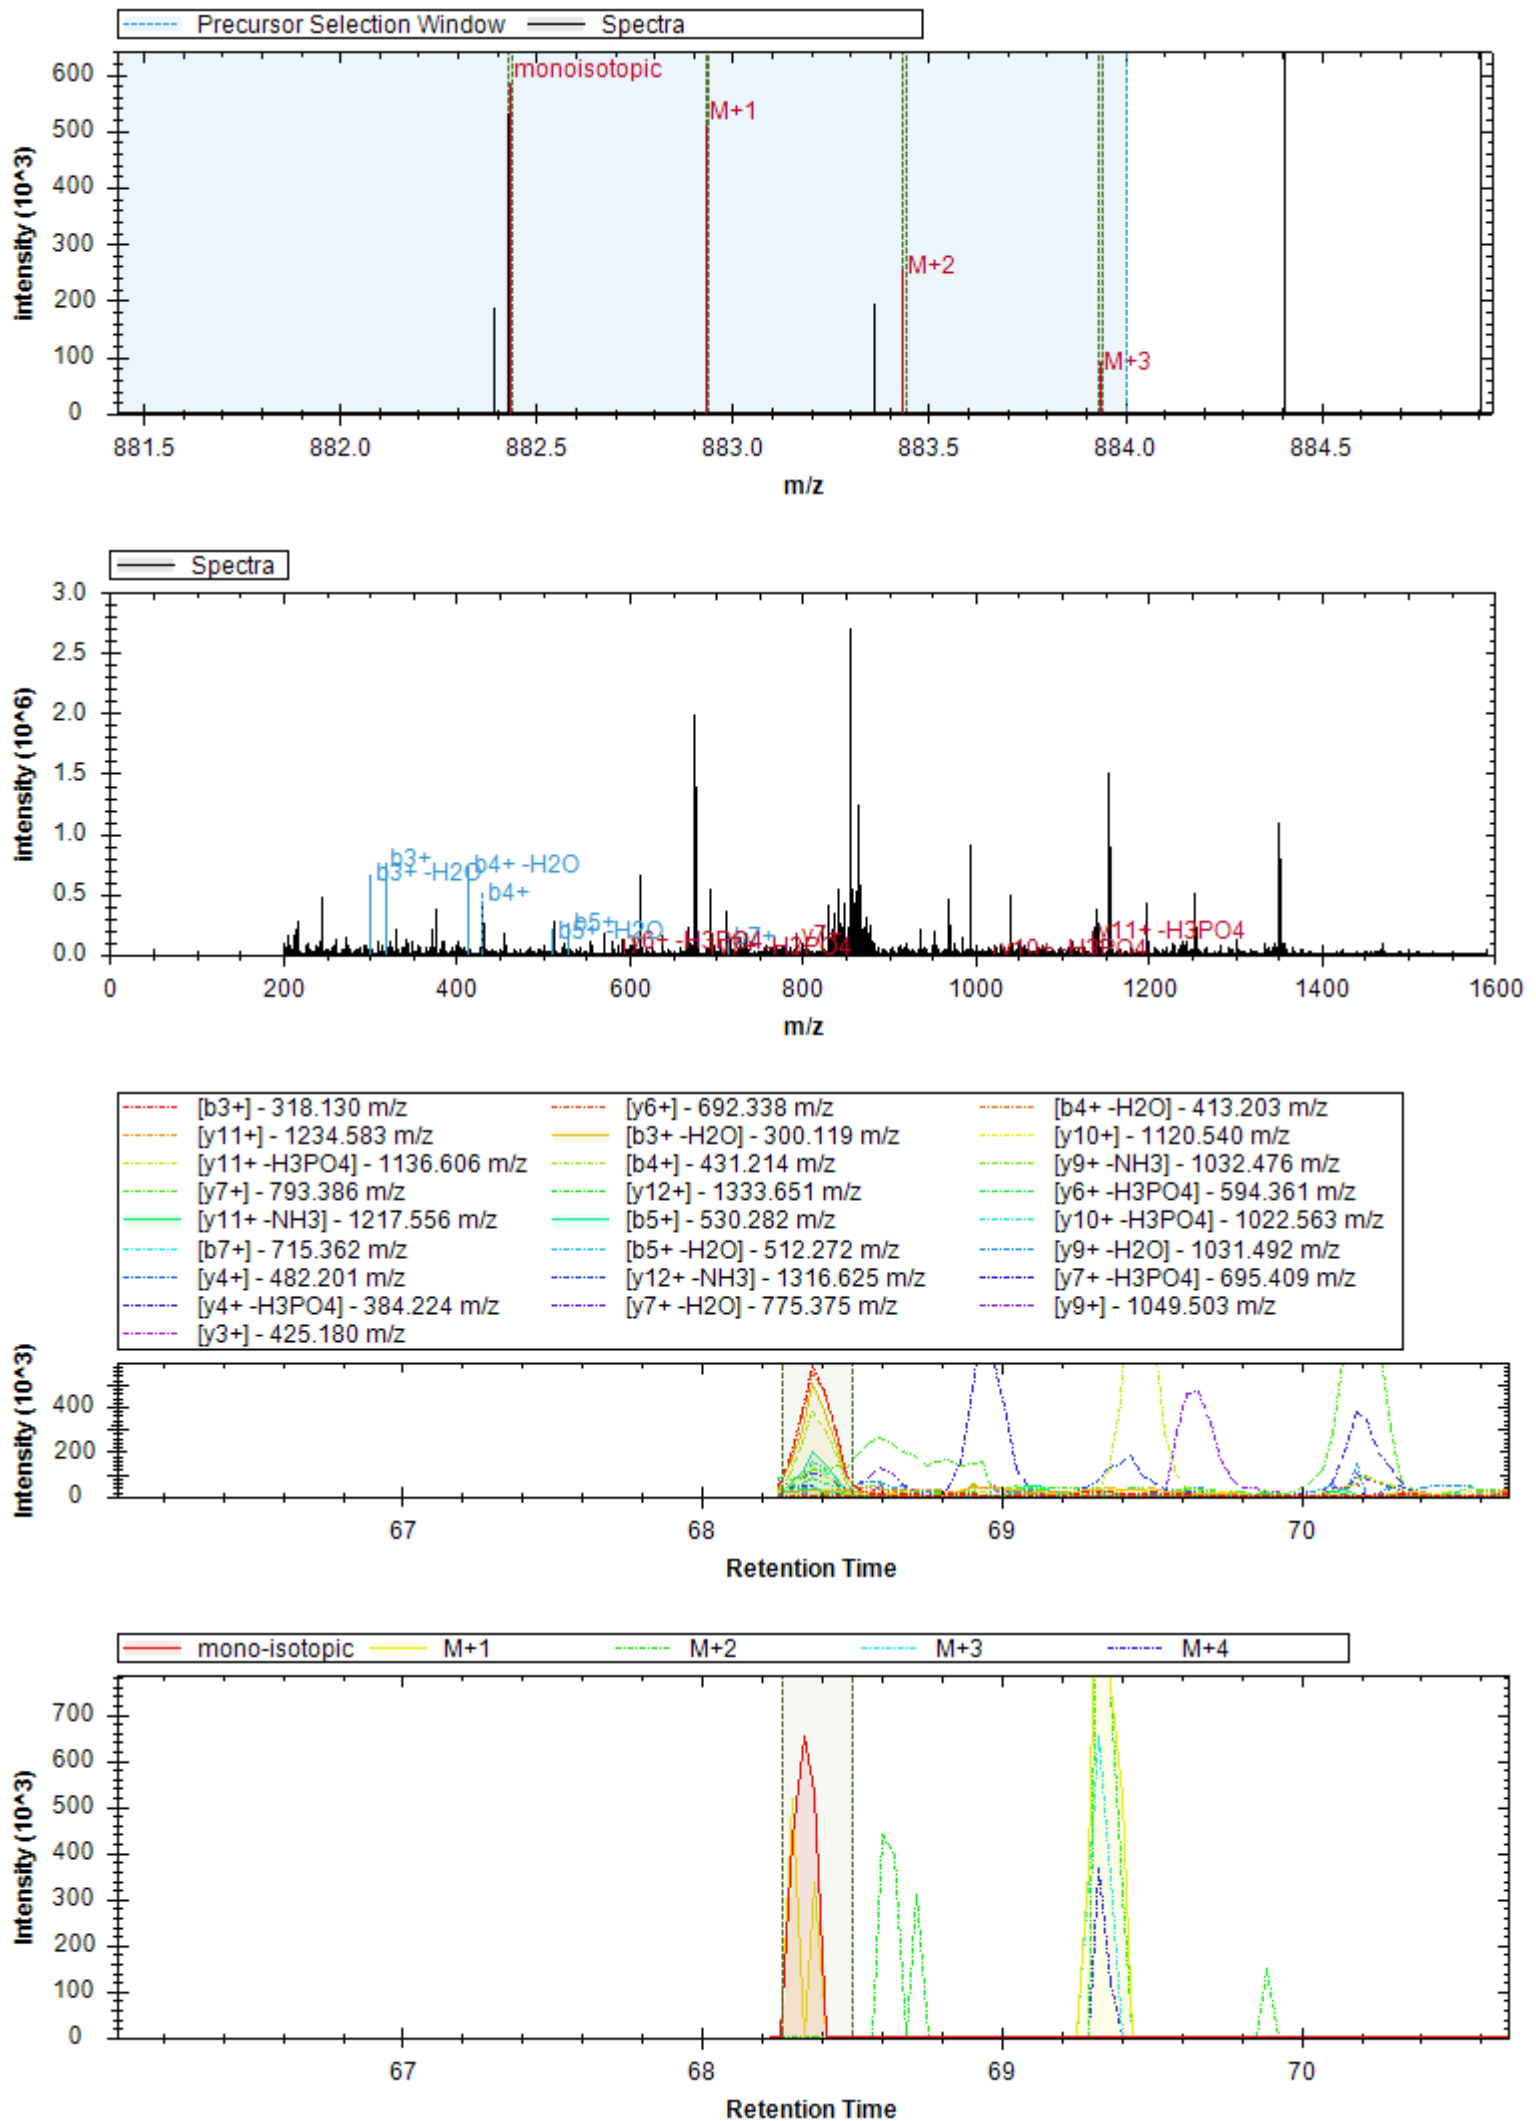 Precursor Selection Window Spectra
600
500
400
300
200
100
0
intensity (10^3)
monoisotopic
M+1
M+2
M+3
881.5 882.0 882.5 883.0 883.5 884.0 884.5
m/z
Spectra
3.0
2.5
2.0
1.5
1.0
0.5
0.0
intensity (10^6)
b3+
b3+ -H2O
b4+ -H2O
b4+
b5+
b5+ -H2O
y6+ -H3PO4
b7+
y7+
y10+ -H3PO4
y11+ -H3PO4
0 200 400 600 800 1000 1200 1400 1600
m/z
[b3+] - 318.130 m/z [y6+] - 692.338 m/z [b4+ -H2O] - 413.203 m/z
[y11+] - 1234.583 m/z [b3+ -H2O] - 300.119 m/z [y10+] - 1120.540 m/z
[y11+ -H3PO4] - 1136.606 m/z [b4+] - 431.214 m/z [y9+ -NH3] - 1032.476 m/z
[y7+] - 793.386 m/z [y12+] - 1333.651 m/z [y6+ -H3PO4] - 594.361 m/z
[y11+ -NH3] - 1217.556 m/z [b5+] - 530.282 m/z [y10+ -H3PO4] - 1022.563 m/z
[b7+] - 715.362 m/z [b5+ -H2O] - 512.272 m/z [y9+ -H2O] - 1031.492 m/z
[y4+] - 482.201 m/z [y12+ -NH3] - 1316.625 m/z [y7+ -H3PO4] - 695.409 m/z
[y4+ -H3PO4] - 384.224 m/z [y7+ -H2O] - 775.375 m/z [y9+] - 1049.503 m/z
[y3+] - 425.180 m/z
400
200
0
Intensity (10^3)
67 68 69 70
Retention Time
mono-isotopic M+1 M+2 M+3 M+4
700
600
500
400
300
200
100
0
Intensity (10^3)
67 68 69 70
Retention Time